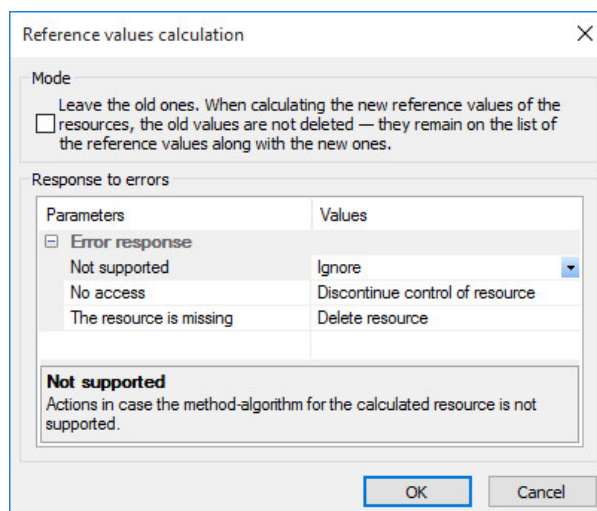 Reference values calculation
Mode
Leave the old ones. When calculating the new reference values of the
resources, the old values are not deleted — they remain on the list of
the reference values along with the new ones.
Response to errors
Parameters Values
Error response
Not supported Ignore
No access Discontinue control of resource
The resource is missing Delete resource
Not supported
Actions in case the method-algorithm for the calculated resource is not
supported.
OK Cancel